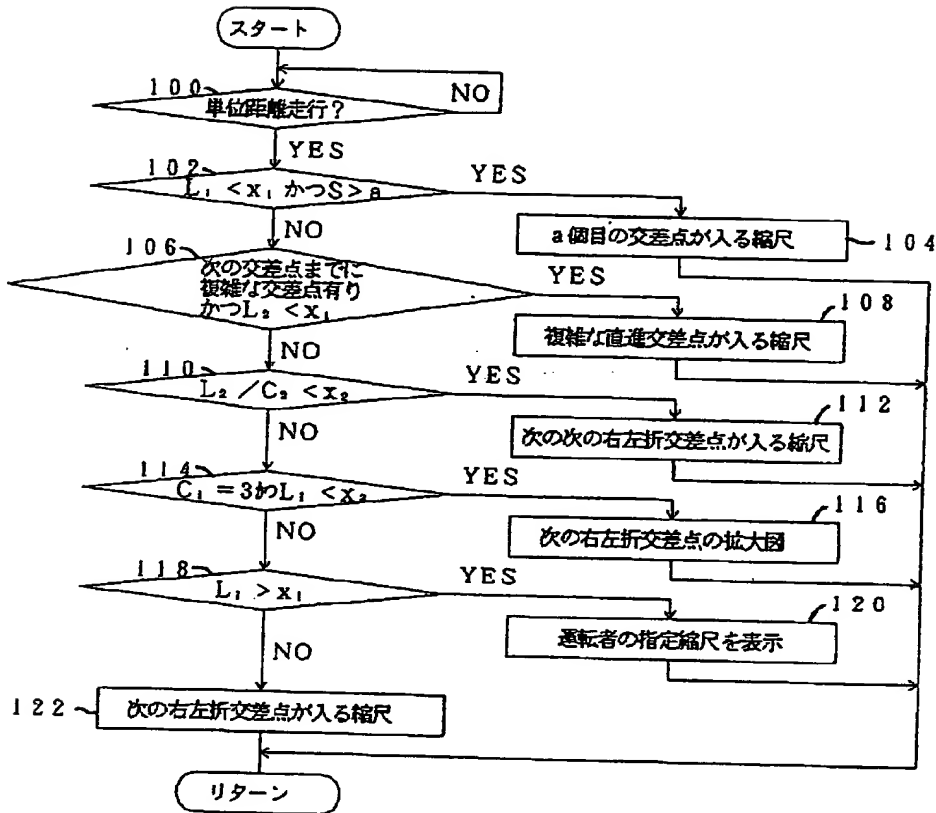 スタート
100
単位距離走行?
NO
YES
102
L₁ < x₁ かつS > a
YES
NO
a個目の交差点が入る縮尺
104
106
次の交差点までに
複雑な交差点有り
かつL₂ < x₁
YES
NO
108
複雑な直進交差点が入る縮尺
110
L₂ / C₂ < x₂
YES
NO
112
次の次の右左折交差点が入る縮尺
114
C₁ = 3かつL₁ < x₂
YES
NO
116
次の右左折交差点の拡大図
118
L₁ > x₁
YES
NO
120
運転者の指定縮尺を表示
122
次の右左折交差点が入る縮尺
リターン